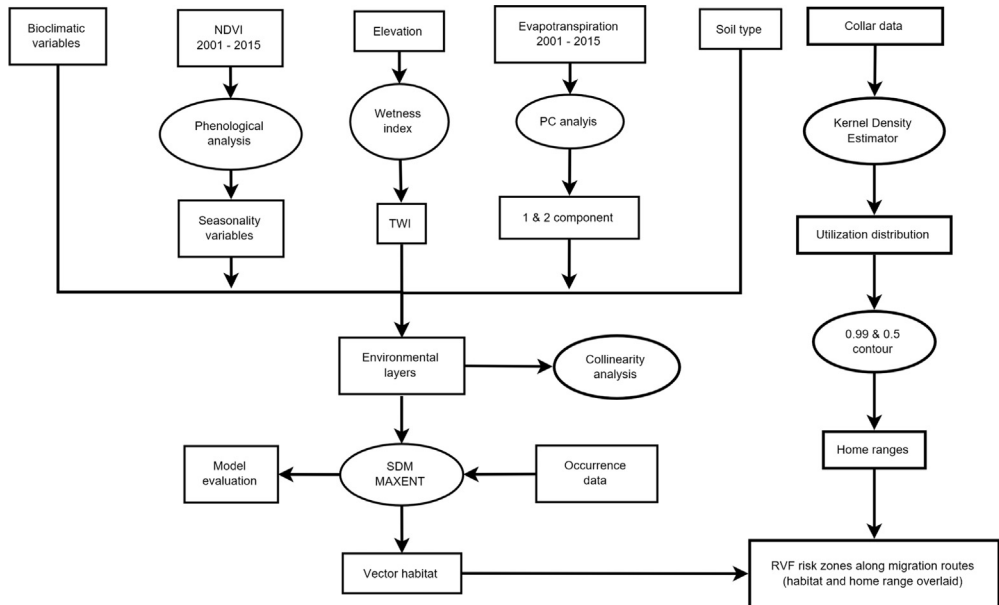 Bioclimatic
variables
NDVI
2001 - 2015
Elevation
Evapotranspiration
2001 - 2015
Soil type
Collar data
Phenological
analysis
Wetness
index
PC analyis
Kernel Density
Estimator
Seasonality
variables
TWI
1 & 2 component
Utilization distribution
Environmental
layers
Collinearity
analysis
0.99 & 0.5
contour
Model
evaluation
SDM
MAXENT
Occurrence
data
Home ranges
Vector habitat
RVF risk zones along migration routes
(habitat and home range overlaid)